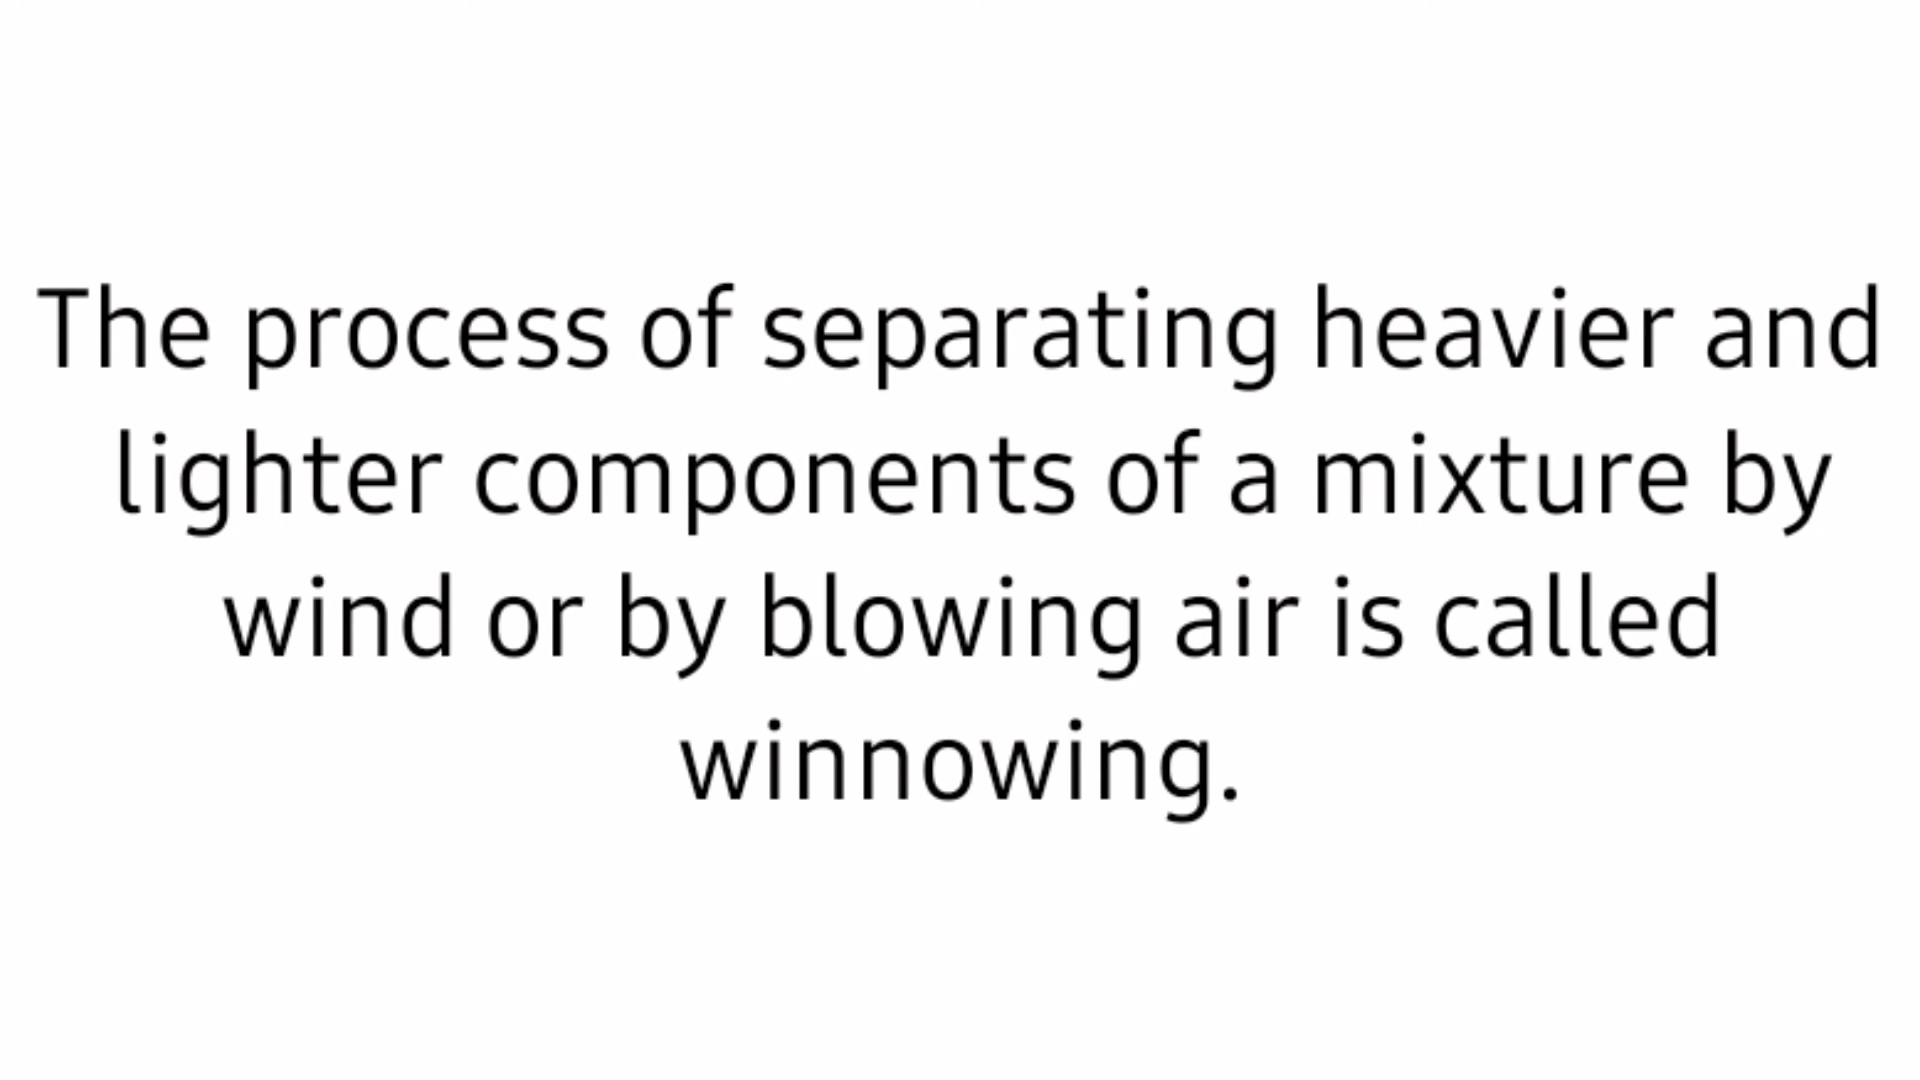 The process of separating heavier and
lighter components of a mixture by
wind or by blowing air is called
winnowing.